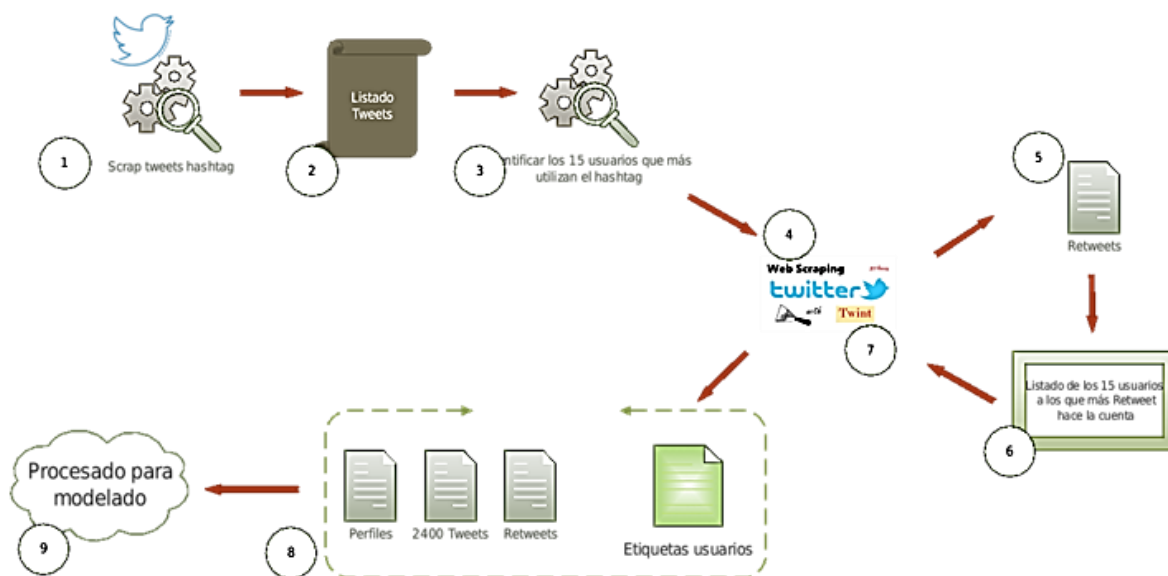 1
Scrap tweets hashtag
2
Listado
Tweets
3
ntificar los 15 usuarios que más
utilizan el hashtag
4
Web Scraping
twitter
Twint
5
Retweets
6
Listado de los 15 usuarios
a los que más Retweet
hace la cuenta
7
8
Perfiles
2400 Tweets
Retweets
Etiquetas usuarios
9
Procesado para
modelado